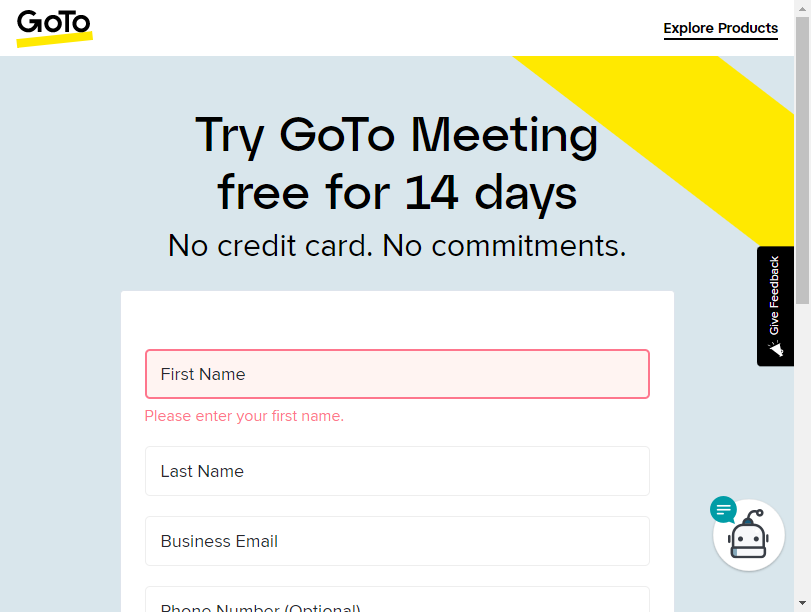 GoTo
Explore Products
Try GoTo Meeting
free for 14 days
No credit card. No commitments.
Give Feedback
First Name
Please enter your first name.
Last Name
Business Email
Phone Number (Optional)